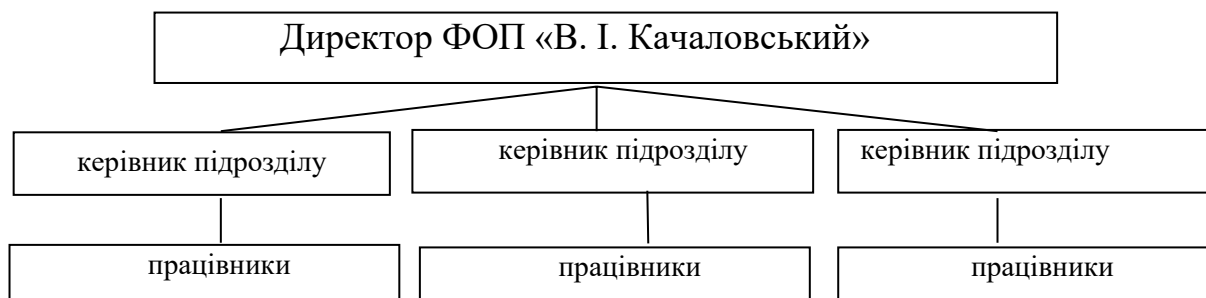 Директор ФОП «В. І. Качаловський»
керівник підрозділу
керівник підрозділу
керівник підрозділу
працівники
працівники
працівники